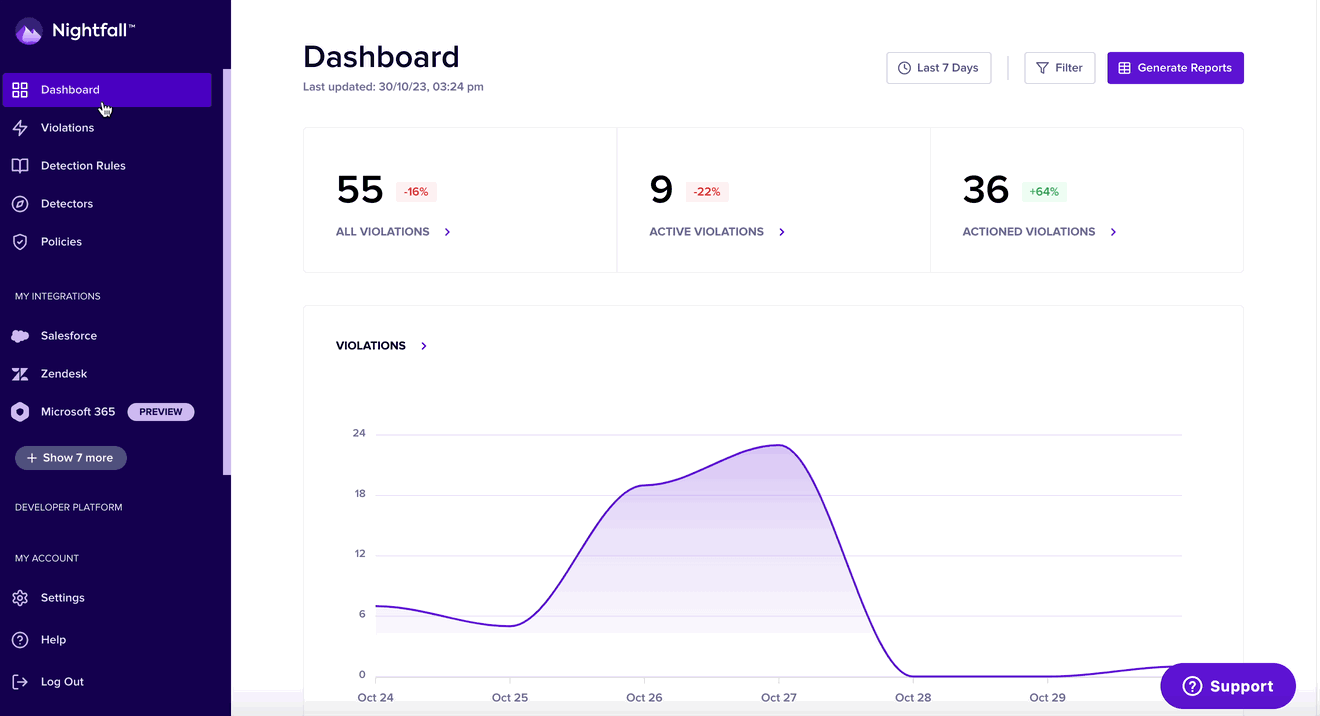 Nightfall™
Dashboard
Violations
Detection Rules
Detectors
Policies
MY INTEGRATIONS
Salesforce
Zendesk
Microsoft 365 PREVIEW
+ Show 7 more
DEVELOPER PLATFORM
MY ACCOUNT
Settings
Help
Log Out
Dashboard
Last updated: 30/10/23, 03:24 pm
Last 7 Days
Filter
Generate Reports
55 -16%
ALL VIOLATIONS
9 -22%
ACTIVE VIOLATIONS
36 +64%
ACTIONED VIOLATIONS
VIOLATIONS
24
18
12
6
0
Oct 24 Oct 25 Oct 26 Oct 27 Oct 28 Oct 29
Support